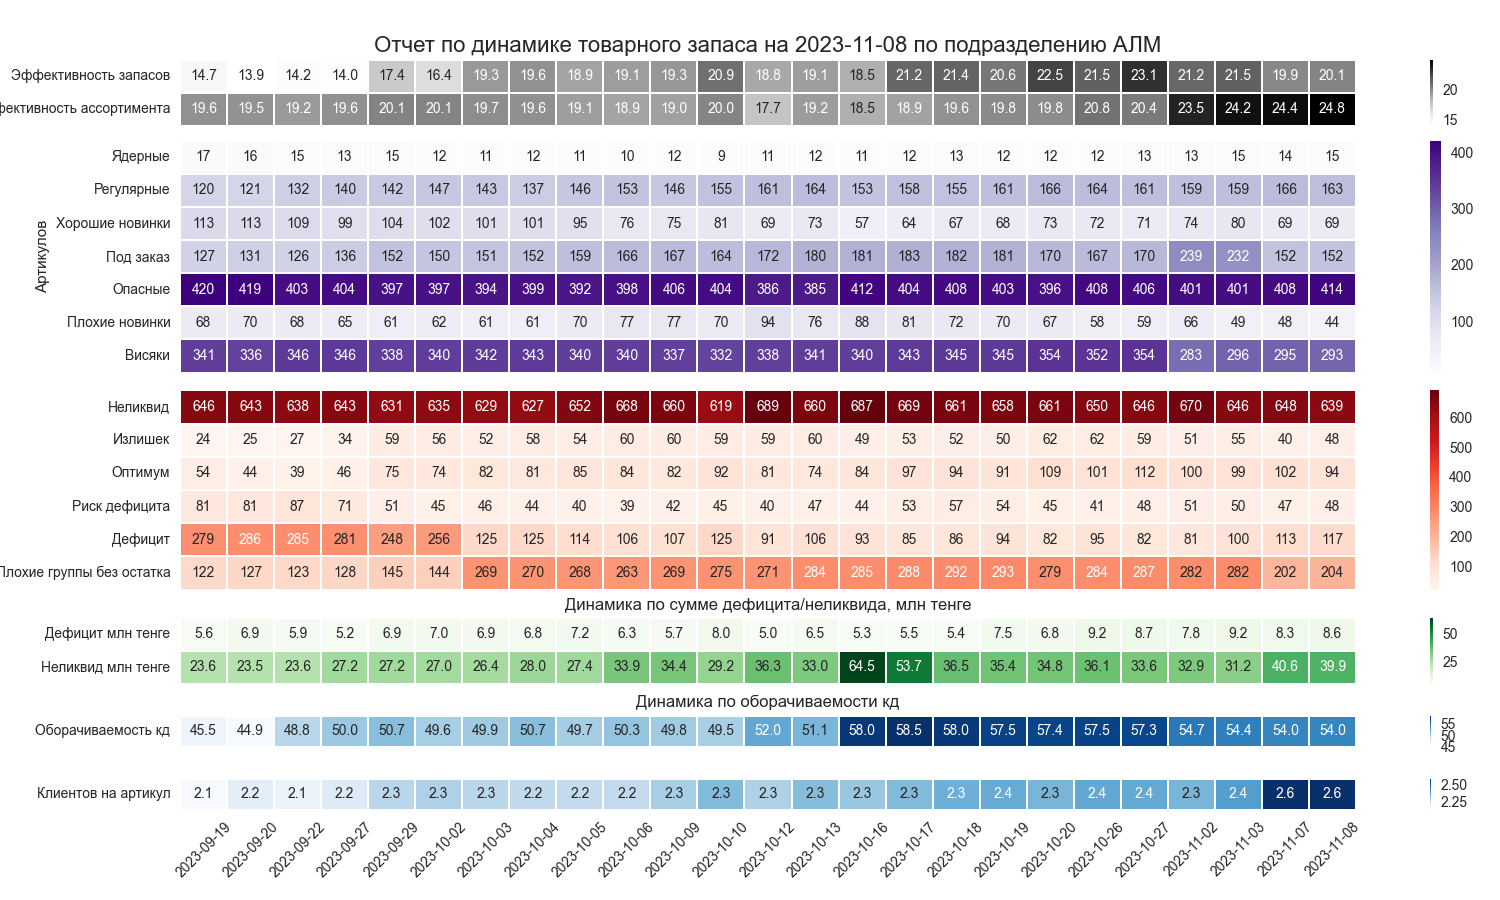 Отчет по динамике товарного запаса на 2023-11-08 по подразделению АЛМ
Эффективность запасов 14.7 13.9 14.2 14.0 17.4 16.4 19.3 19.6 18.9 19.1 19.3 20.9 18.8 19.1 18.5 21.2 21.4 20.6 22.5 21.5 23.1 21.2 21.5 19.9 20.1
фективность ассортимента 19.6 19.5 19.2 19.6 20.1 20.1 19.7 19.6 19.1 18.9 19.0 20.0 17.7 19.2 18.5 18.9 19.6 19.8 19.8 20.8 20.4 23.5 24.2 24.4 24.8
20
15
Артикулов
Ядерные 17 16 15 13 15 12 11 12 11 10 12 9 11 12 11 12 13 12 12 12 13 13 15 14 15
Регулярные 120 121 132 140 142 147 143 137 146 153 146 155 161 164 153 158 155 161 166 164 161 159 159 166 163
Хорошие новинки 113 113 109 99 104 102 101 101 95 76 75 81 69 73 57 64 67 68 73 72 71 74 80 69 69
Под заказ 127 131 126 136 152 150 151 152 159 166 167 164 172 180 181 183 182 181 170 167 170 239 232 152 152
Опасные 420 419 403 404 397 397 394 399 392 398 406 404 386 385 412 404 408 403 396 408 406 401 401 408 414
Плохие новинки 68 70 68 65 61 62 61 61 70 77 77 70 94 76 88 81 72 70 67 58 59 66 49 48 44
Висяки 341 336 346 346 338 340 342 343 340 340 337 332 338 341 340 343 345 345 354 352 354 283 296 295 293
400
300
200
100
Неликвид 646 643 638 643 631 635 629 627 652 668 660 619 689 660 687 669 661 658 661 650 646 670 646 648 639
Излишек 24 25 27 34 59 56 52 58 54 60 60 59 59 60 49 53 52 50 62 62 59 51 55 40 48
Оптимум 54 44 39 46 75 74 82 81 85 84 82 92 81 74 84 97 94 91 109 101 112 100 99 102 94
Риск дефицита 81 81 87 71 51 45 46 44 40 39 42 45 40 47 44 53 57 54 45 41 48 51 50 47 48
Дефицит 279 286 285 281 248 256 125 125 114 106 107 125 91 106 93 85 86 94 82 95 82 81 100 113 117
Плохие группы без остатка 122 127 123 128 145 144 269 270 268 263 269 275 271 284 285 288 292 293 279 284 287 282 282 202 204
600
500
400
300
200
100
Динамика по сумме дефицита/неликвида, млн тенге
Дефицит млн тенге 5.6 6.9 5.9 5.2 6.9 7.0 6.9 6.8 7.2 6.3 5.7 8.0 5.0 6.5 5.3 5.5 5.4 7.5 6.8 9.2 8.7 7.8 9.2 8.3 8.6
Неликвид млн тенге 23.6 23.5 23.6 27.2 27.2 27.0 26.4 28.0 27.4 33.9 34.4 29.2 36.3 33.0 64.5 53.7 36.5 35.4 34.8 36.1 33.6 32.9 31.2 40.6 39.9
50
25
Динамика по оборачиваемости кд
Оборачиваемость кд 45.5 44.9 48.8 50.0 50.7 49.6 49.9 50.7 49.7 50.3 49.8 49.5 52.0 51.1 58.0 58.5 58.0 57.5 57.4 57.5 57.3 54.7 54.4 54.0 54.0
55
50
45
Клиентов на артикул 2.1 2.2 2.1 2.2 2.3 2.3 2.3 2.2 2.2 2.2 2.3 2.3 2.3 2.3 2.3 2.3 2.3 2.4 2.3 2.4 2.4 2.3 2.4 2.6 2.6
2.50
2.25
2023-09-19 2023-09-20 2023-09-22 2023-09-27 2023-09-29 2023-10-02 2023-10-03 2023-10-04 2023-10-05 2023-10-06 2023-10-09 2023-10-10 2023-10-12 2023-10-13 2023-10-16 2023-10-17 2023-10-18 2023-10-19 2023-10-20 2023-10-26 2023-10-27 2023-11-02 2023-11-03 2023-11-07 2023-11-08